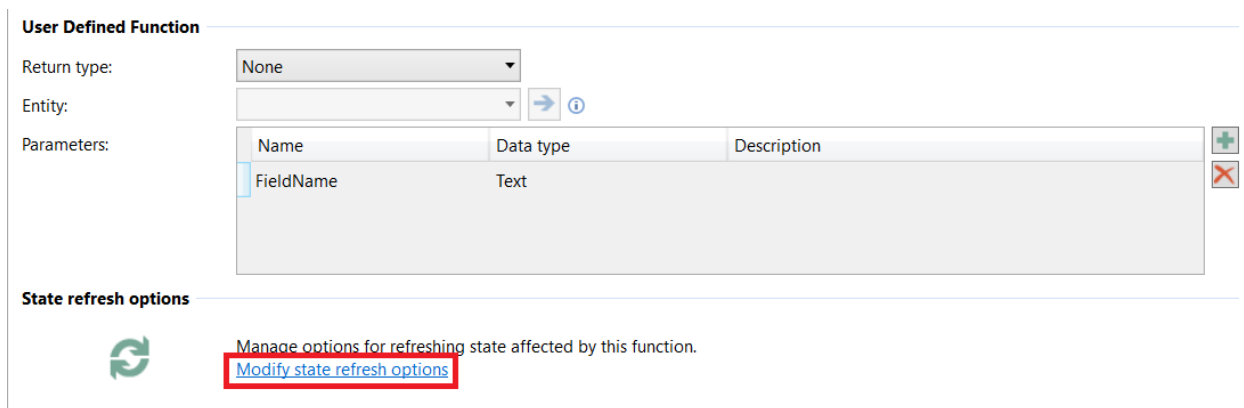 User Defined Function
Return type: None
Entity:
Parameters: Name Data type Description
FieldName Text
State refresh options
Manage options for refreshing state affected by this function.
Modify state refresh options